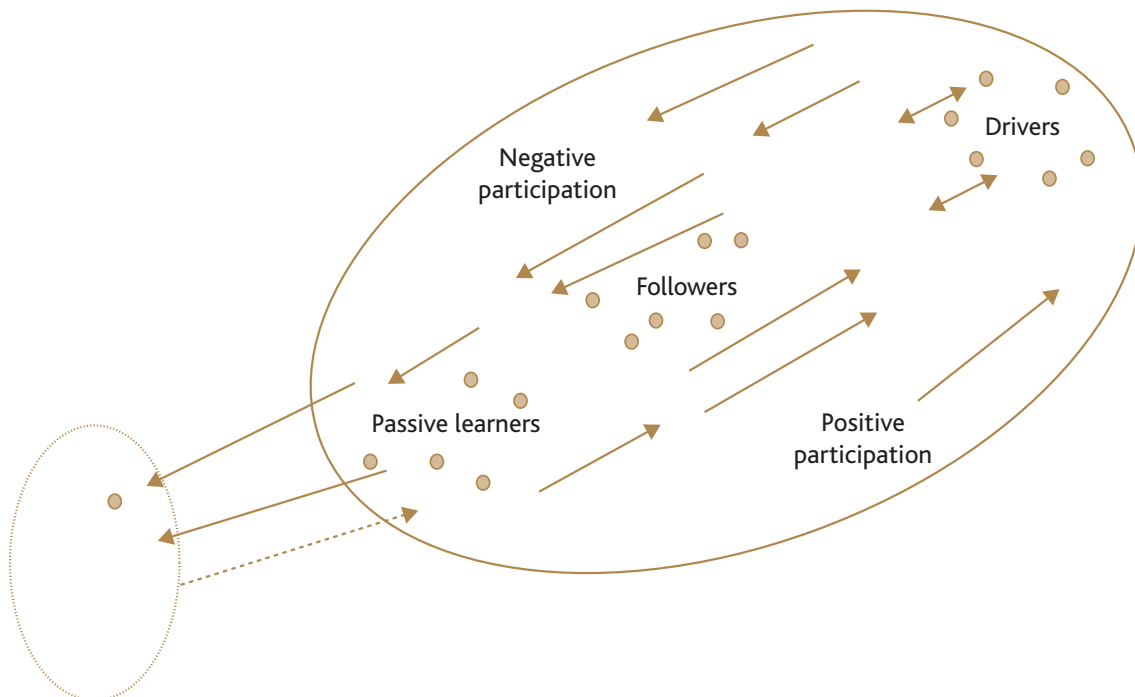 Drivers
Negative
participation
Followers
Passive learners
Positive
participation